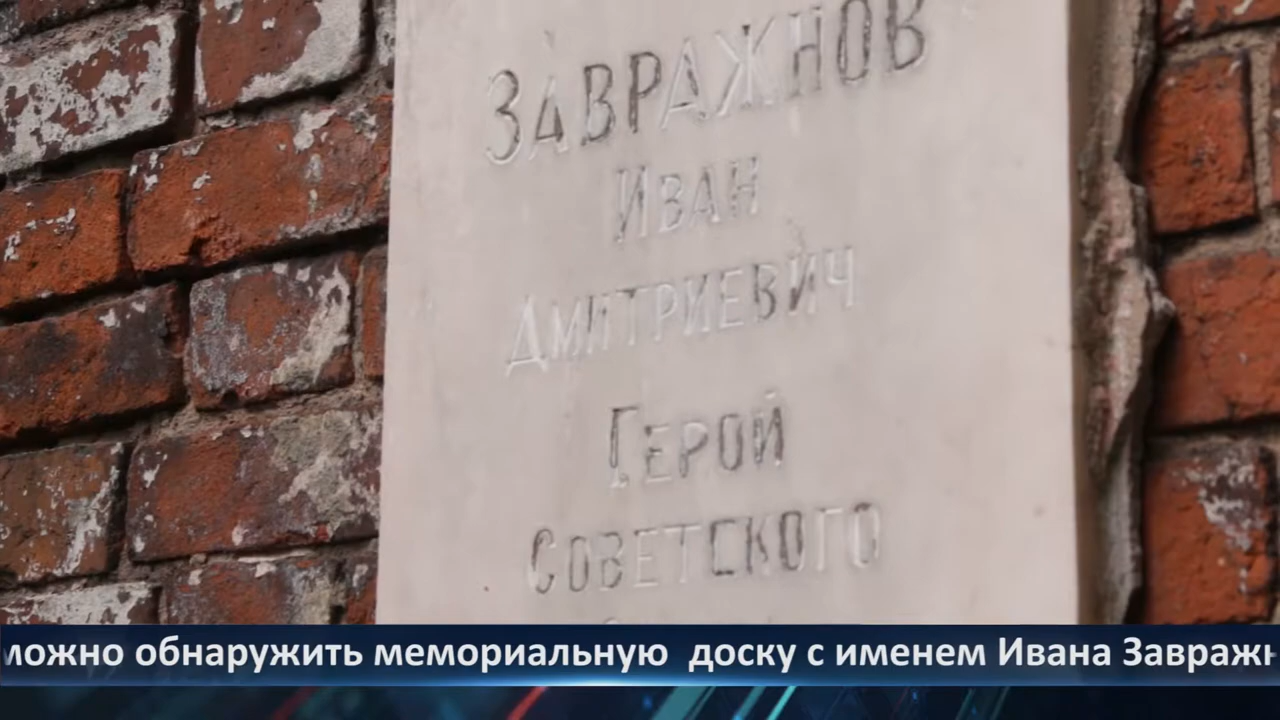 ЗАВРАЖНОВ
ИВАН
ДМИТРИЕВИЧ
ГЕРОЙ
СОВЕТСКОГО
можно обнаружить мемориальную доску с именем Ивана Завражн